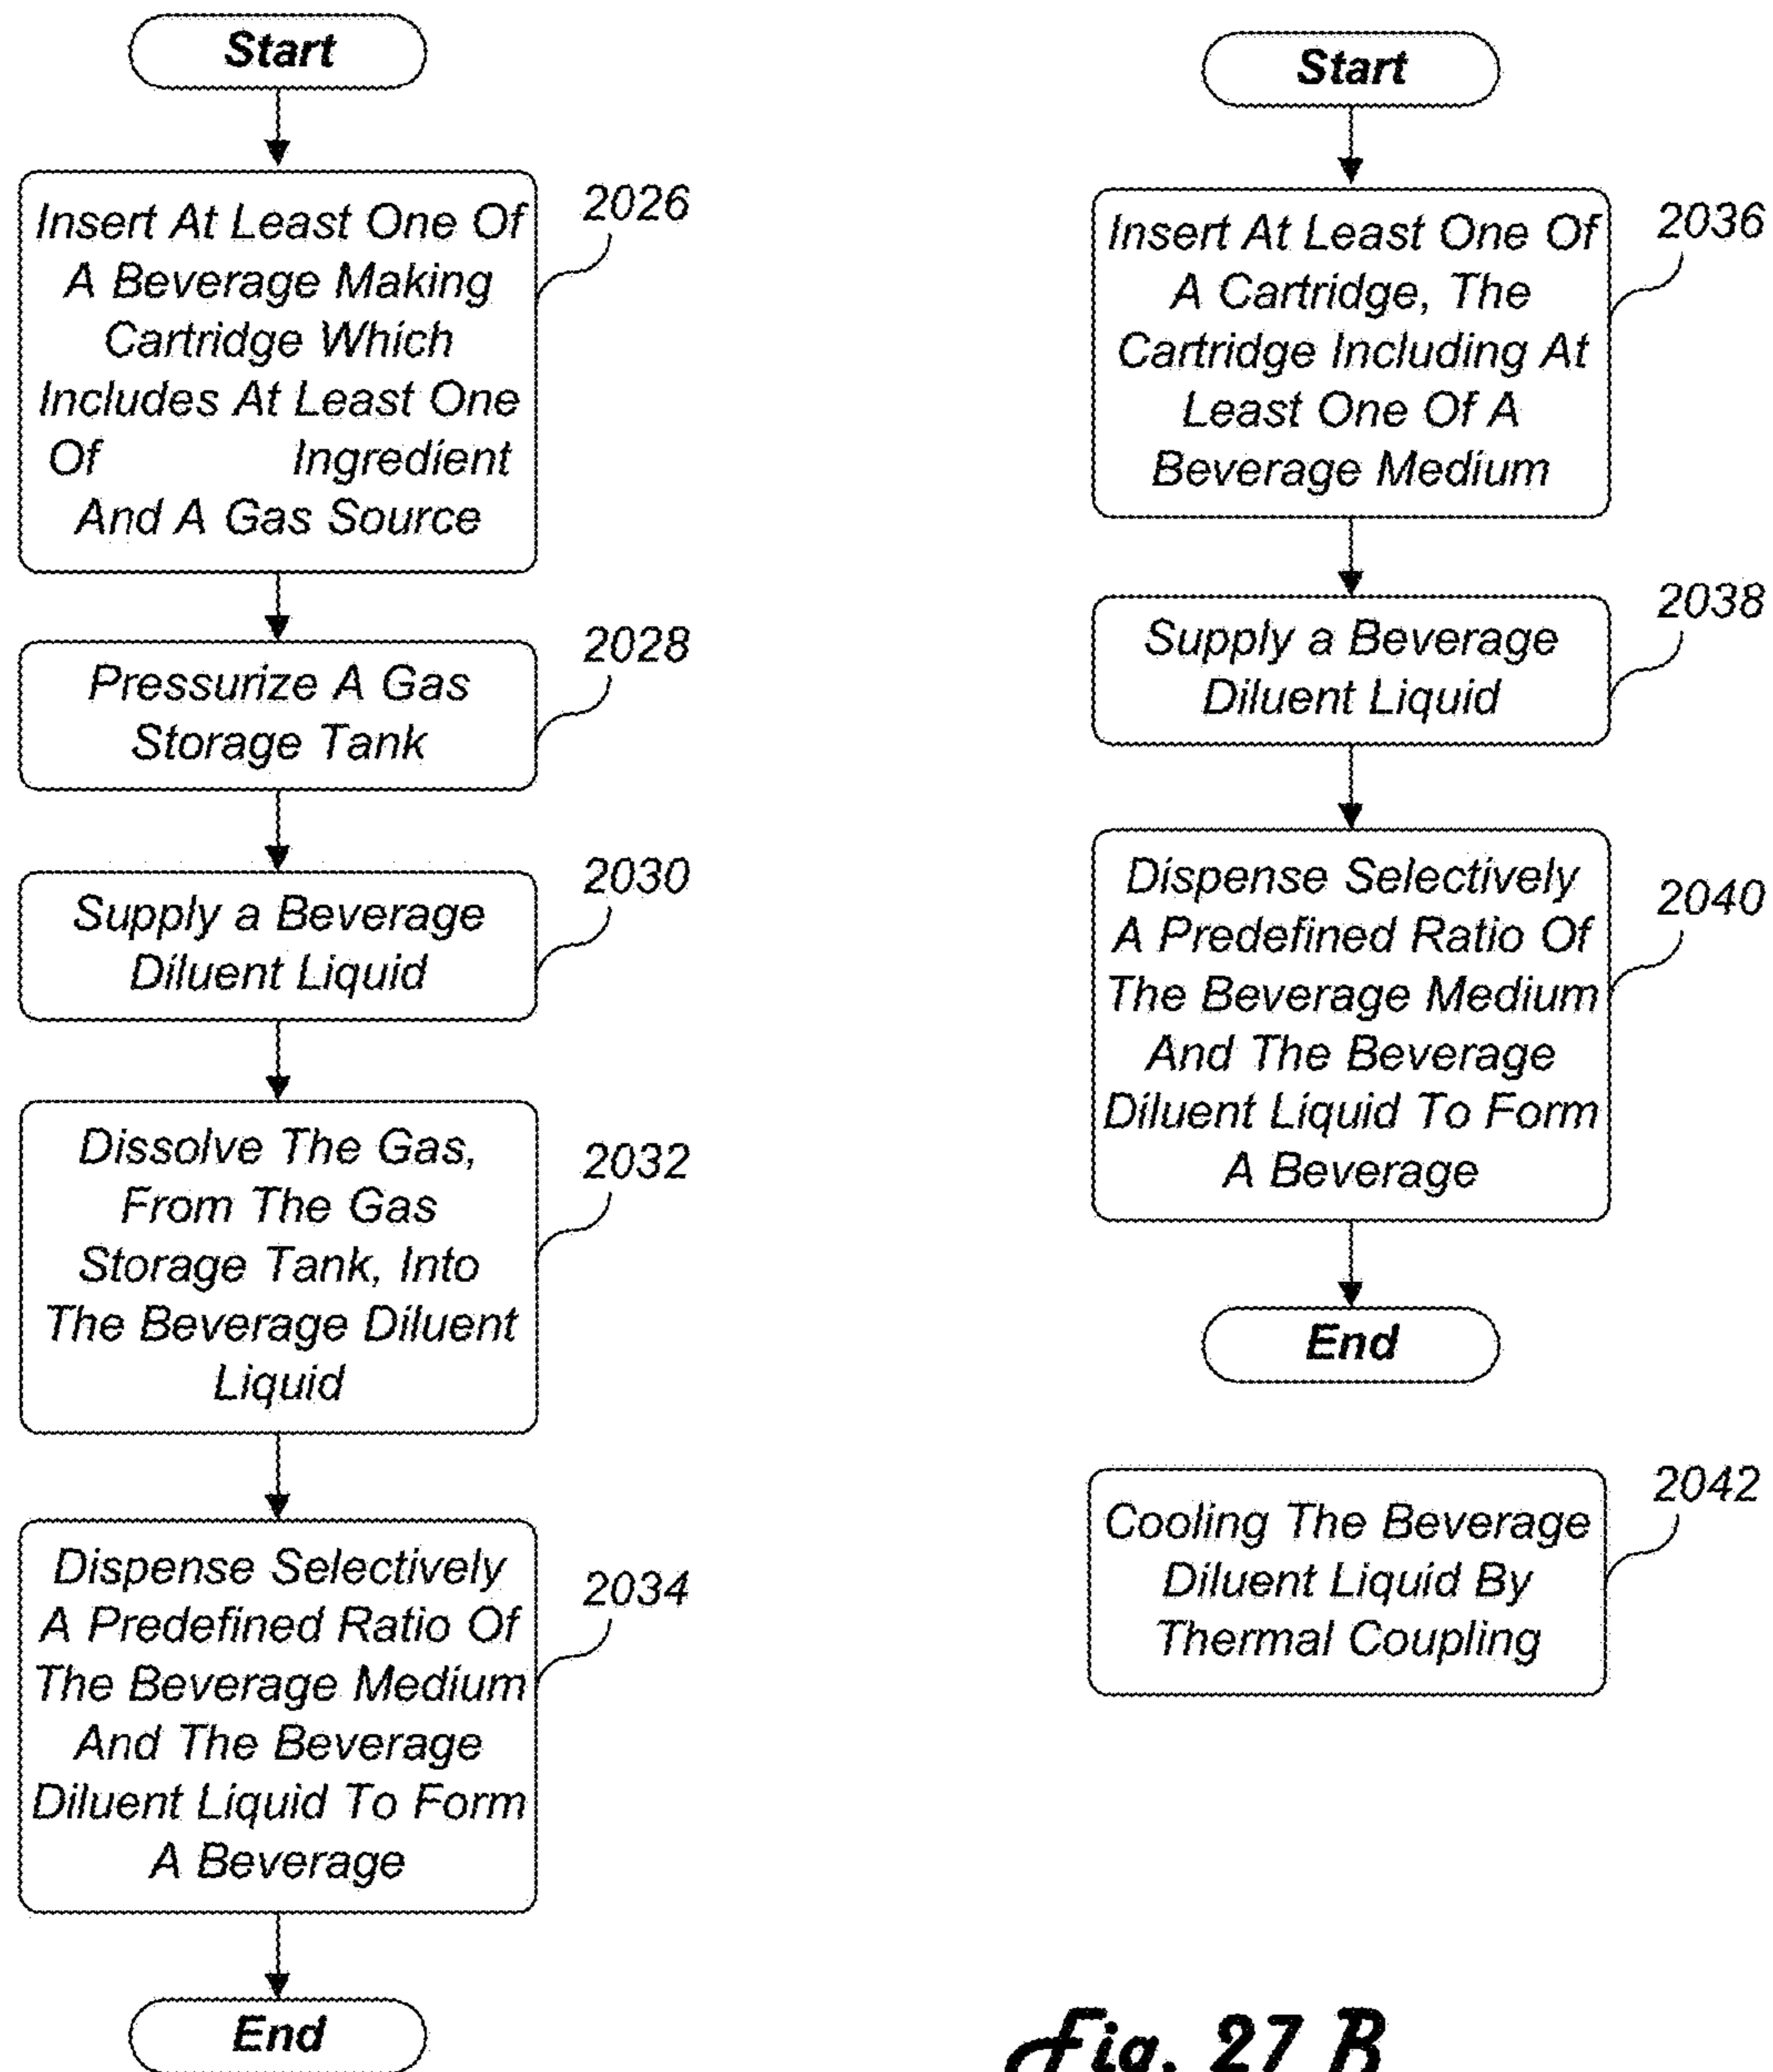 Start
Insert At Least One Of
A Beverage Making
Cartridge Which
Includes At Least One
Of Ingredient
And A Gas Source
2026
Pressurize A Gas
Storage Tank
2028
Supply a Beverage
Diluent Liquid
2030
Dissolve The Gas,
From The Gas
Storage Tank, Into
The Beverage Diluent
Liquid
2032
Dispense Selectively
A Predefined Ratio Of
The Beverage Medium
And The Beverage
Diluent Liquid To Form
A Beverage
2034
End
Start
Insert At Least One Of
A Cartridge, The
Cartridge Including At
Least One Of A
Beverage Medium
2036
Supply a Beverage
Diluent Liquid
2038
Dispense Selectively
A Predefined Ratio Of
The Beverage Medium
And The Beverage
Diluent Liquid To Form
A Beverage
2040
End
Cooling The Beverage
Diluent Liquid By
Thermal Coupling
2042
Fig. 27 B